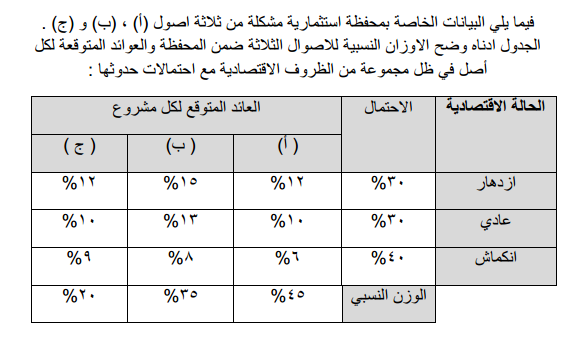 فيما يلي البيانات الخاصة بمحفظة استثمارية مشكلة من ثلاثة اصول (أ) ، (ب) و (ج) .
الجدول ادناه وضح الاوزان النسبية للاصول الثلاثة ضمن المحفظة والعوائد المتوقعة لكل
أصل في ظل مجموعة من الظروف الاقتصادية مع احتمالات حدوثها :
الحالة الاقتصادية الاحتمال العائد المتوقع لكل مشروع
(أ) (ب) (ج)
ازدهار ٣٠% ١٢% ١٥% ١٢%
عادي ٣٠% ١٠% ١٣% ١٠%
انكماش ٤٠% ٦% ٨% ٩%
الوزن النسبي ٤٥% ٣٥% ٢٠%